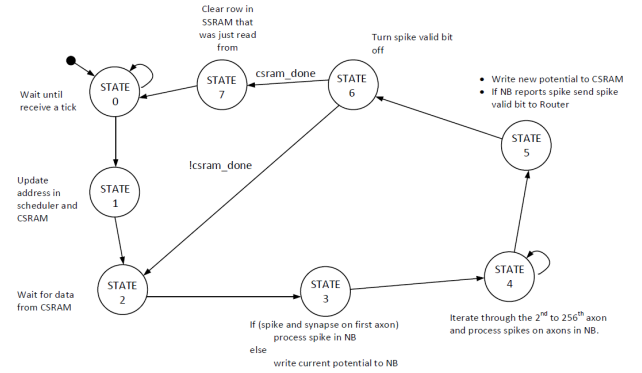 Clear row in
SSRAM that
was just read
from
Turn spike valid bit
off
csram_done
STATE
7
STATE
6
STATE
0
Wait until
receive a tick
• Write new potential to CSRAM
• If NB reports spike send spike
valid bit to Router
STATE
5
!csram_done
Update
address in
scheduler and
CSRAM
STATE
1
Wait for data
from CSRAM
STATE
2
STATE
3
STATE
4
If (spike and synapse on first axon)
process spike in NB
else
write current potential to NB
Iterate through the 2nd to 256th axon
and process spikes on axons in NB.